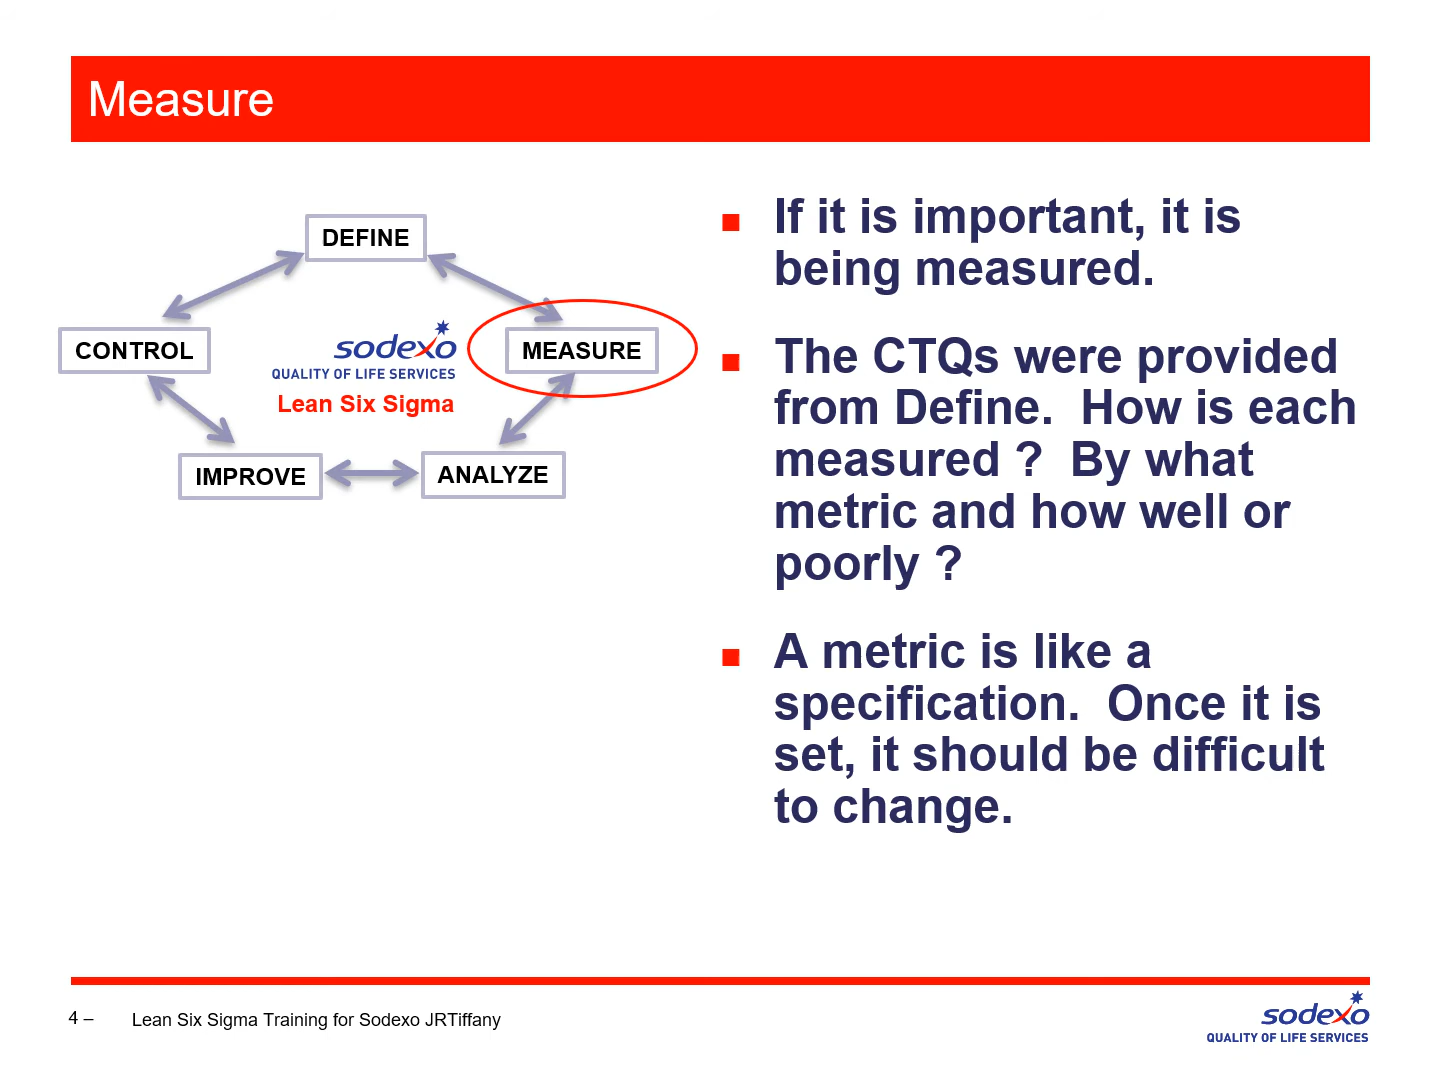 Measure
DEFINE
CONTROL
sodexo
QUALITY OF LIFE SERVICES
Lean Six Sigma
MEASURE
IMPROVE
ANALYZE
If it is important, it is
being measured.
The CTQs were provided
from Define.  How is each
measured ?  By what
metric and how well or
poorly ?
A metric is like a
specification.  Once it is
set, it should be difficult
to change.
4 –
Lean Six Sigma Training for Sodexo JRTiffany
sodexo
QUALITY OF LIFE SERVICES